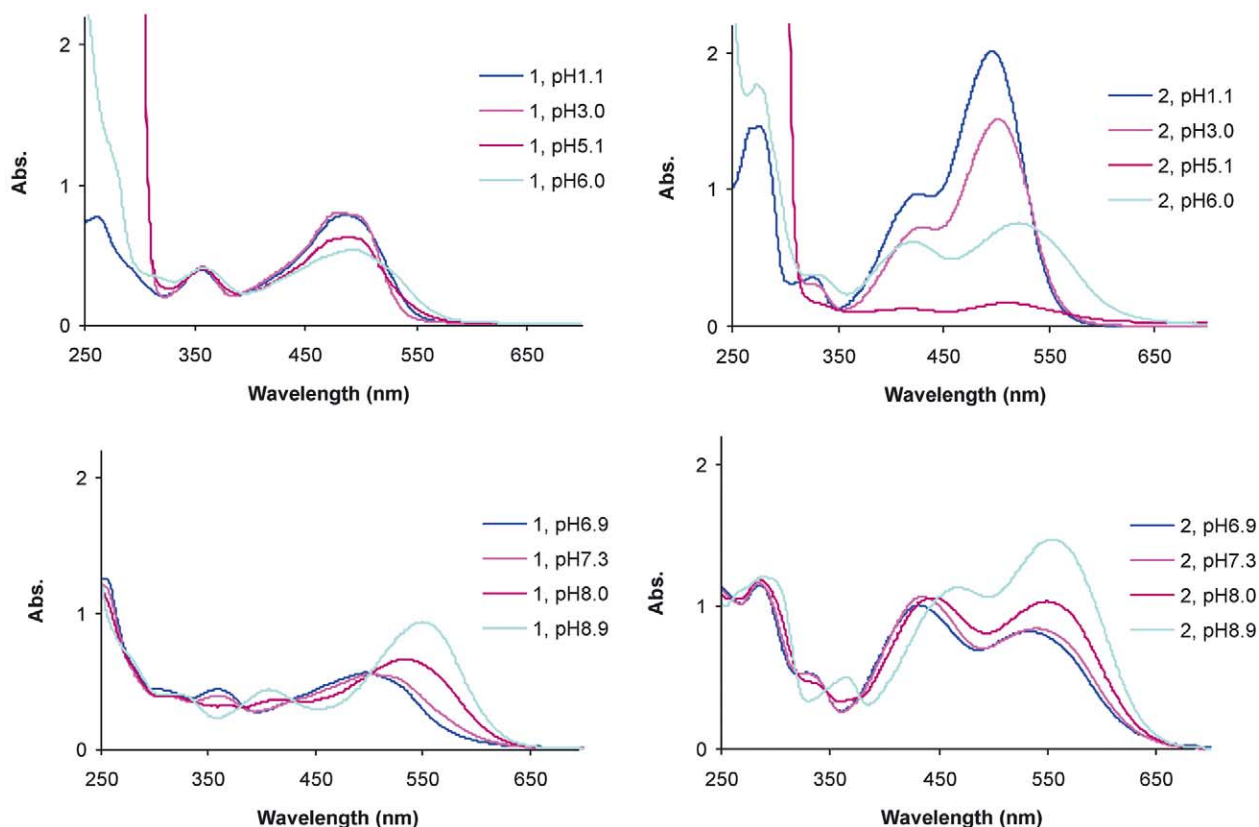 2
1
0
Abs.
250 350 450 550 650
Wavelength (nm)
1, pH1.1
1, pH3.0
1, pH5.1
1, pH6.0
2
1
0
Abs.
250 350 450 550 650
Wavelength (nm)
2, pH1.1
2, pH3.0
2, pH5.1
2, pH6.0
2
1
0
Abs.
250 350 450 550 650
Wavelength (nm)
1, pH6.9
1, pH7.3
1, pH8.0
1, pH8.9
2
1
0
Abs.
250 350 450 550 650
Wavelength (nm)
2, pH6.9
2, pH7.3
2, pH8.0
2, pH8.9